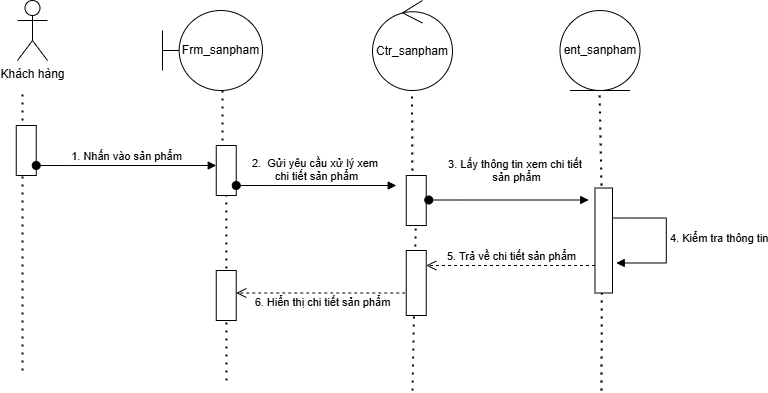 Khách hàng
Frm_sanpham
Ctr_sanpham
ent_sanpham
1. Nhấn vào sản phẩm
2. Gửi yêu cầu xử lý xem
chi tiết sản phẩm
3. Lấy thông tin xem chi tiết
sản phẩm
4. Kiểm tra thông tin
5. Trả về chi tiết sản phẩm
6. Hiển thị chi tiết sản phẩm